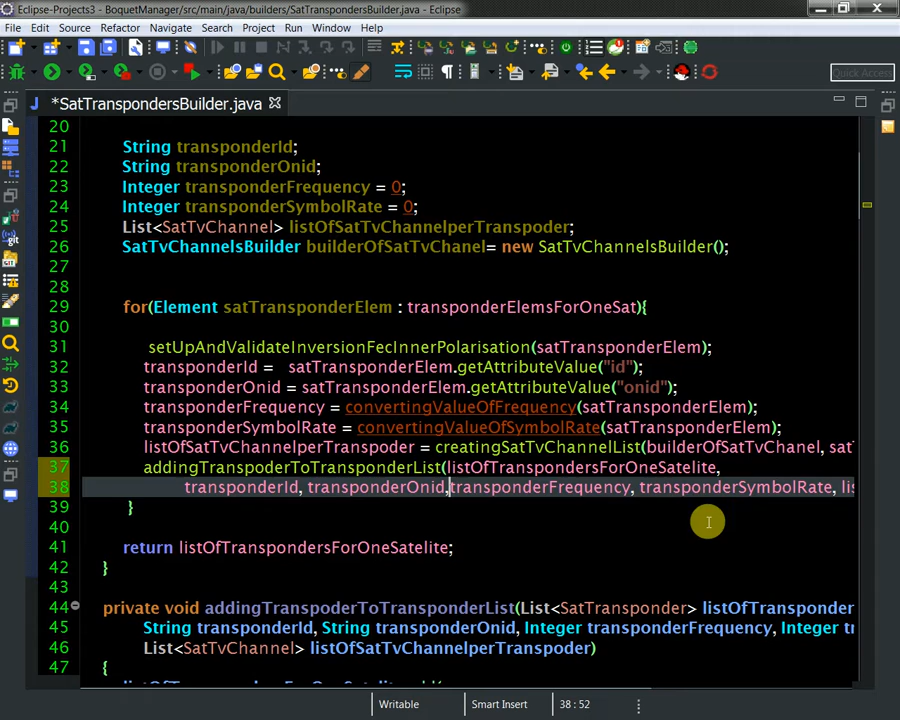 Eclipse-Projects3 - BoquetManager/src/main/java/builders/SatTranspondersBuilder.java - Eclipse
File Edit Source Refactor Navigate Search Project Run Window Help
Quick Access
*SatTranspondersBuilder.java
20
21 String transponderId;
22 String transponderOnid;
23 Integer transponderFrequency = 0;
24 Integer transponderSymbolRate = 0;
25 List<SatTvChannel> listOfSatTvChannelperTranspoder;
26 SatTvChannelsBuilder builderOfSatTvChanel= new SatTvChannelsBuilder();
27
28
29 for(Element satTransponderElem : transponderElemsForOneSat){
30
31 setUpAndValidateInversionFecInnerPolarisation(satTransponderElem);
32 transponderId = satTransponderElem.getAttributeValue("id");
33 transponderOnid = satTransponderElem.getAttributeValue("onid");
34 transponderFrequency = convertingValueOfFrequency(satTransponderElem);
35 transponderSymbolRate = convertingValueOfSymbolRate(satTransponderElem);
36 listOfSatTvChannelperTranspoder = creatingSatTvChannelList(builderOfSatTvChanel, sat
37 addingTranspoderToTransponderList(listOfTranspondersForOneSatelite,
38 transponderId, transponderOnid,transponderFrequency, transponderSymbolRate, lis
39 }
40
41 return listOfTranspondersForOneSatelite;
42 }
43
44 private void addingTranspoderToTransponderList(List<SatTransponder> listOfTransponder
45 String transponderId, String transponderOnid, Integer transponderFrequency, Integer tr
46 List<SatTvChannel> listOfSatTvChannelperTranspoder)
47 {
Writable Smart Insert 38 : 52